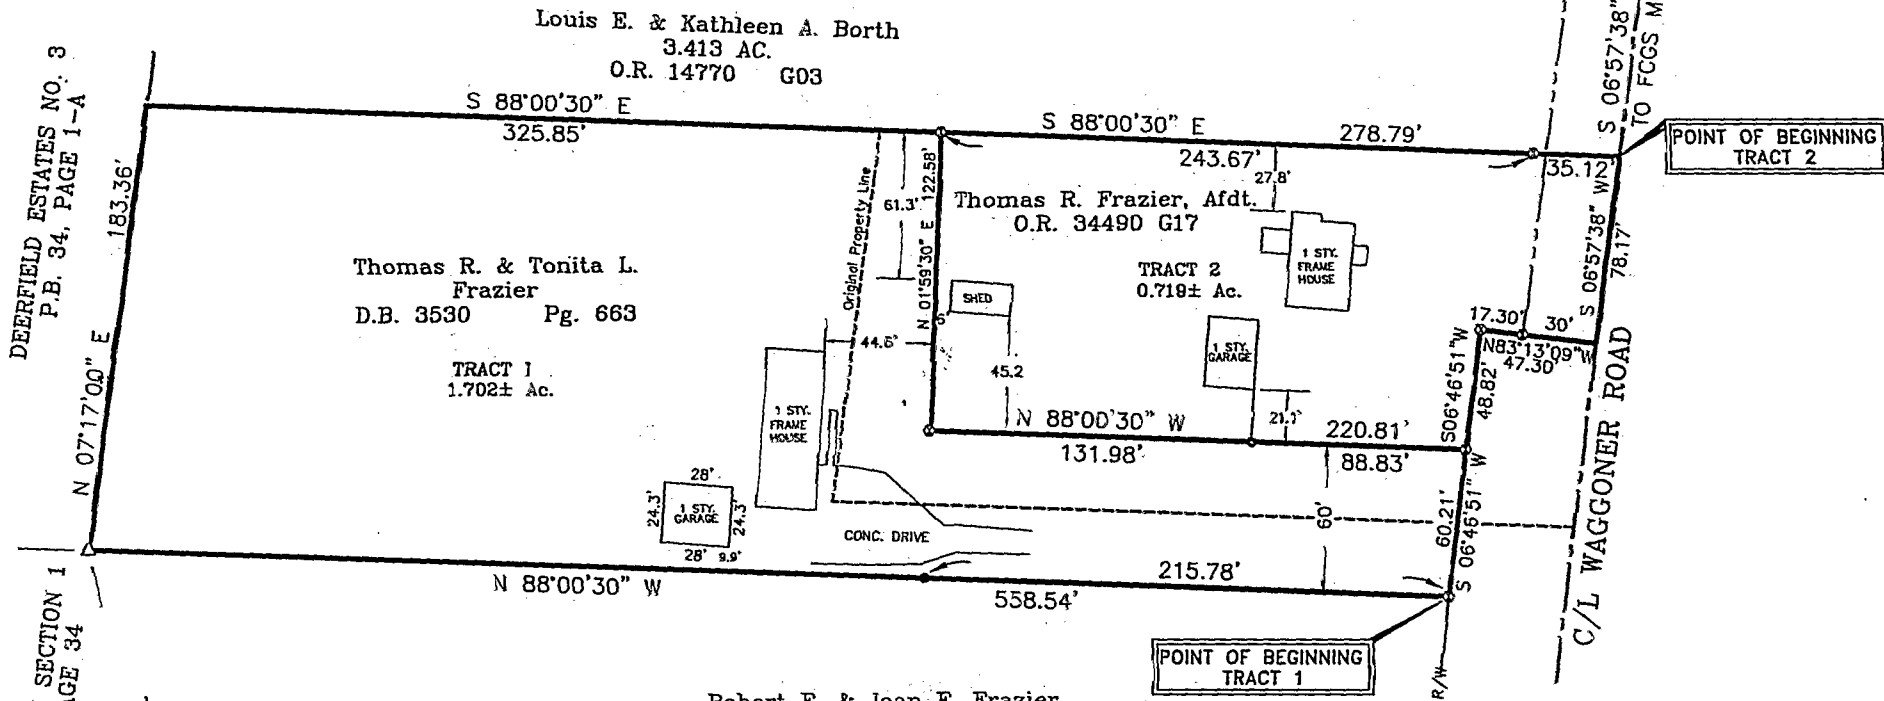 Louis E. & Kathleen A. Borth
3.413 AC.
O.R. 14770 G03
DEERFIELD ESTATES NO. 3
P.B. 34, PAGE 1-A
S 88°00'30" E
325.85'
S 88°00'30" E
278.79'
243.67'
35.12'
S 06°57'38"
TO FCGS M
POINT OF BEGINNING
TRACT 2
183.36'
N 07°17'00" E
Thomas R. & Tonita L.
Frazier
D.B. 3530 Pg. 663
TRACT 1
1.702± Ac.
Original Property Line
61.3'
N 01°59'30" E 122.58'
Thomas R. Frazier, Afdt.
O.R. 34490 G17
TRACT 2
0.719± Ac.
27.8'
1 STY.
FRAME
HOUSE
S 06°57'38" W
78.17'
SHED
6'
44.6'
45.2
1 STY.
GARAGE
21.1'
17.30'
30'
N83°13'09"W
47.30'
S06°46'51"W
48.82'
N 88°00'30" W
131.98'
220.81'
88.83'
1 STY.
FRAME
HOUSE
28'
24.3'
1 STY.
GARAGE
24.3'
28'
9.9'
CONC. DRIVE
60'
60.21'
S 06°46'51" W
C/L WAGGONER ROAD
N 88°00'30" W
215.78'
538.54'
POINT OF BEGINNING
TRACT 1
R/W
SECTION 1
AGE 34
Robert E. & Joan E. Frazier